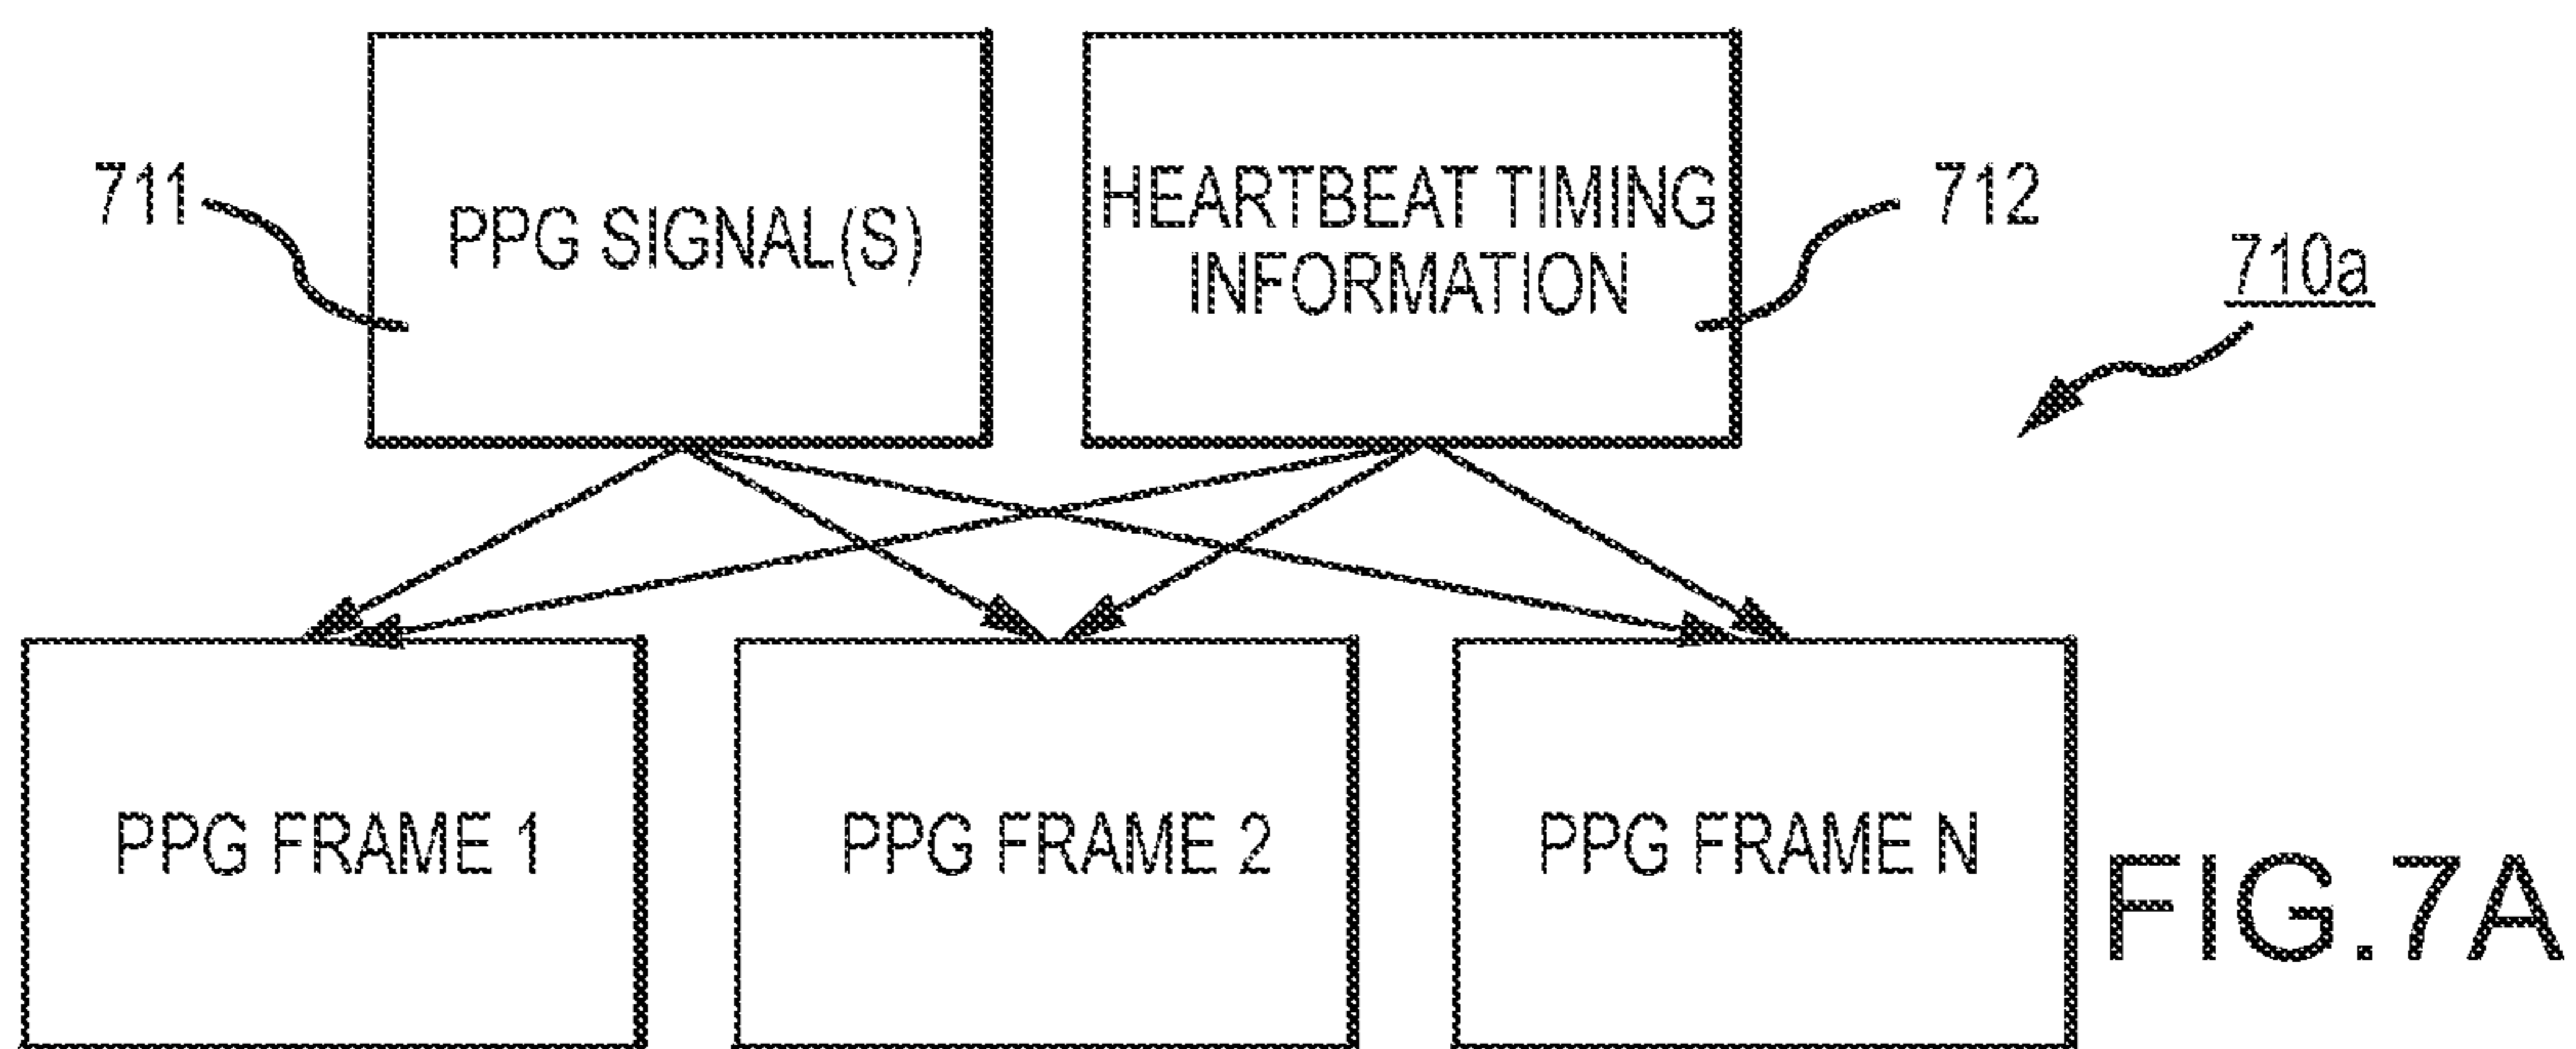 711
PPG SIGNAL(S)
HEARTBEAT TIMING
INFORMATION
712
710a
PPG FRAME 1
PPG FRAME 2
PPG FRAME N
FIG.7A